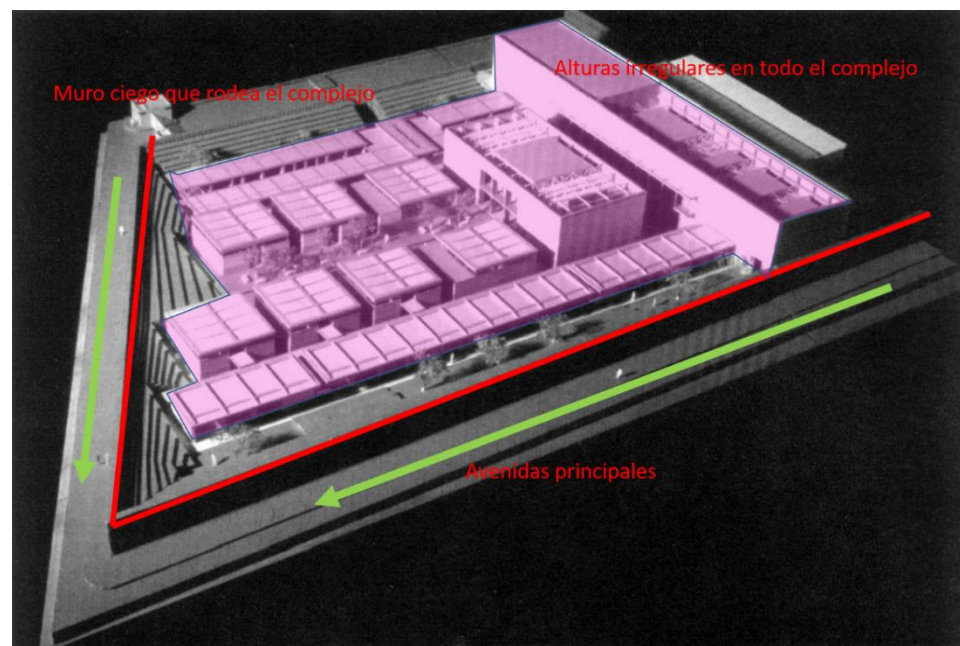 Alturas irregulares en todo el complejo
Muro ciego que rodea el complejo
Avenidas principales